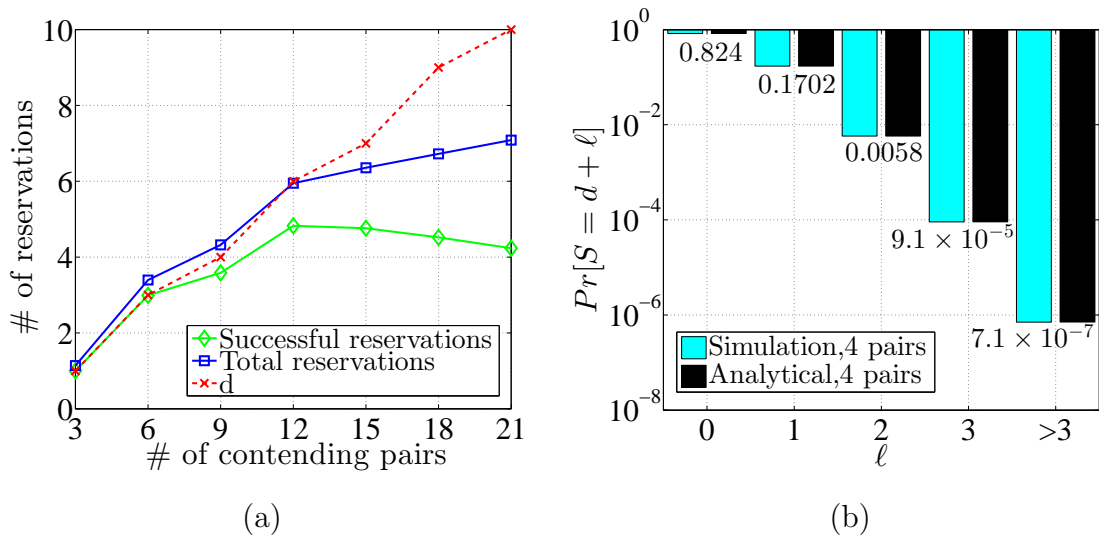 10
8
6
4
2
0
# of reservations
Successful reservations
Total reservations
d
3 6 9 12 15 18 21
# of contending pairs
(a)
10^0
10^{-2}
10^{-4}
10^{-6}
10^{-8}
Pr[S = d + ℓ]
0.824
0.1702
0.0058
9.1 × 10^{-5}
7.1 × 10^{-7}
Simulation,4 pairs
Analytical,4 pairs
0 1 2 3 >3
ℓ
(b)